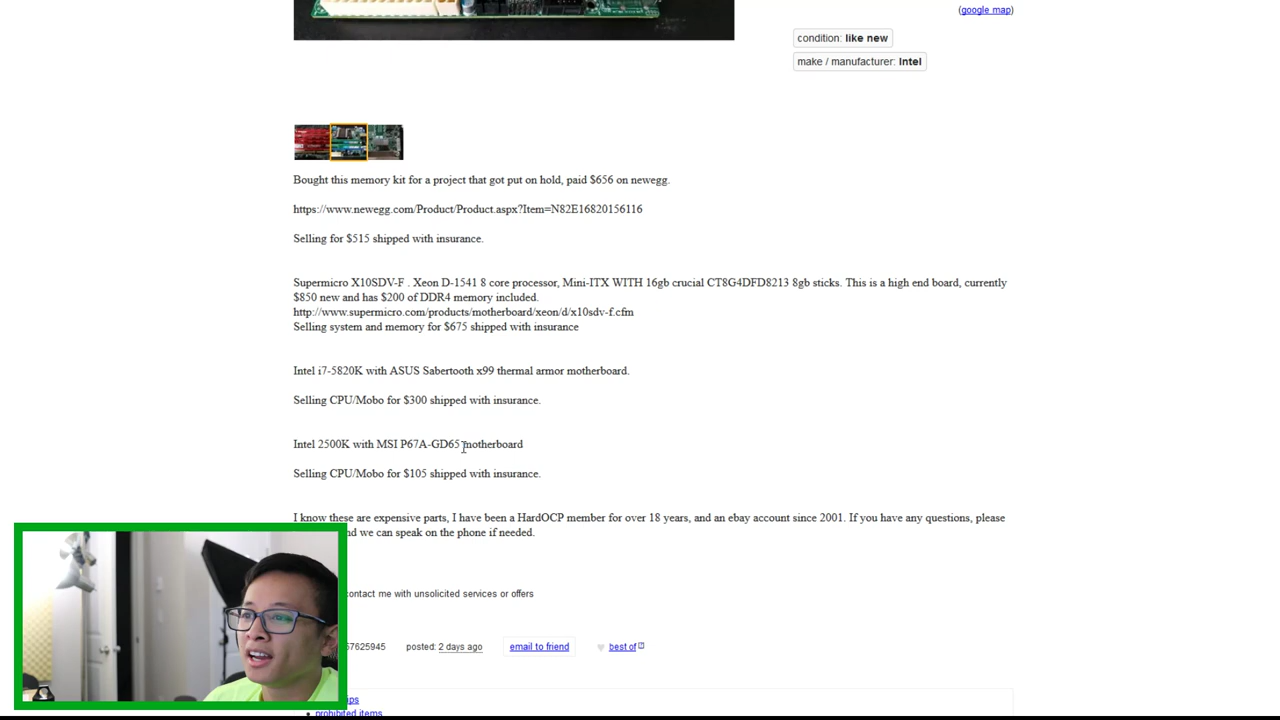 (google map)
condition: like new
make / manufacturer: Intel
Bought this memory kit for a project that got put on hold, paid $656 on newegg.
https://www.newegg.com/Product/Product.aspx?Item=N82E16820156116
Selling for $515 shipped with insurance.
Supermicro X10SDV-F . Xeon D-1541 8 core processor, Mini-ITX WITH 16gb crucial CT8G4DFD8213 8gb sticks. This is a high end board, currently
$850 new and has $200 of DDR4 memory included.
http://www.supermicro.com/products/motherboard/xeon/d/x10sdv-f.cfm
Selling system and memory for $675 shipped with insurance
Intel i7-5820K with ASUS Sabertooth x99 thermal armor motherboard.
Selling CPU/Mobo for $300 shipped with insurance.
Intel 2500K with MSI P67A-GD65 motherboard
Selling CPU/Mobo for $105 shipped with insurance.
I know these are expensive parts, I have been a HardOCP member for over 18 years, and an ebay account since 2001. If you have any questions, please
we can speak on the phone if needed.
contact me with unsolicited services or offers
57625945 posted: 2 days ago email to friend best of [?]
prohibited items